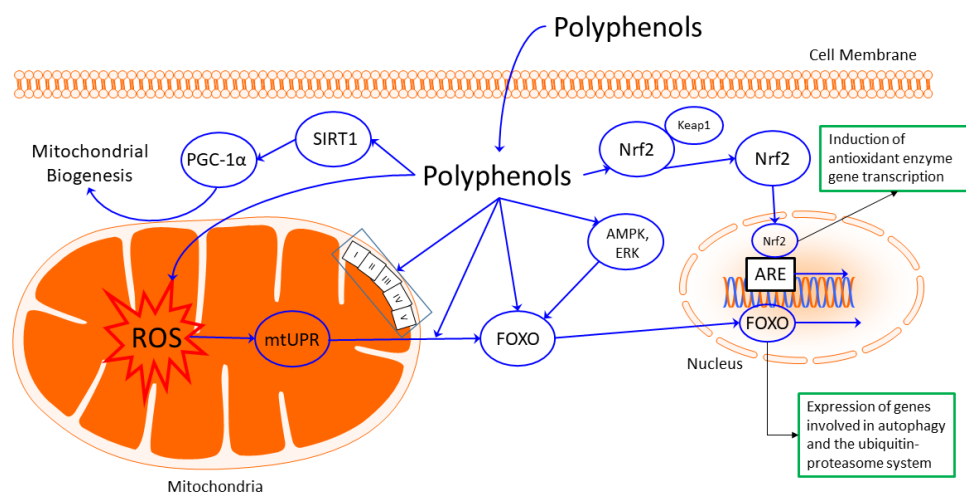 Polyphenols
Cell Membrane
Keap1
SIRT1
PGC-1α
Nrf2
Nrf2
Induction of
antioxidant enzyme
gene transcription
Mitochondrial
Biogenesis
Polyphenols
AMPK,
ERK
Nrf2
I
II
III
IV
V
ARE
ROS
mtUPR
FOXO
FOXO
Nucleus
Expression of genes
involved in autophagy
and the ubiquitin-
proteasome system
Mitochondria